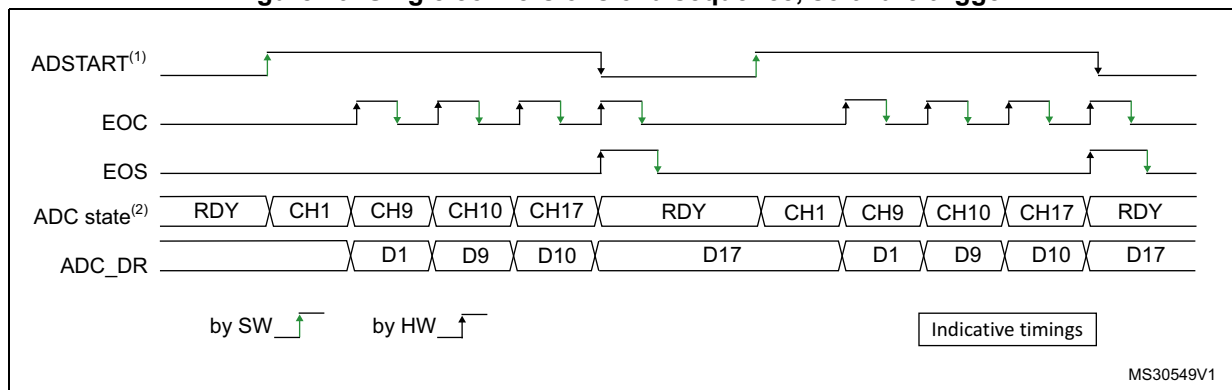 ADSTART(1)
EOC
EOS
ADC state(2) RDY CH1 CH9 CH10 CH17 RDY CH1 CH9 CH10 CH17 RDY
ADC_DR D1 D9 D10 D17 D1 D9 D10 D17
by SW by HW Indicative timings
MS30549V1